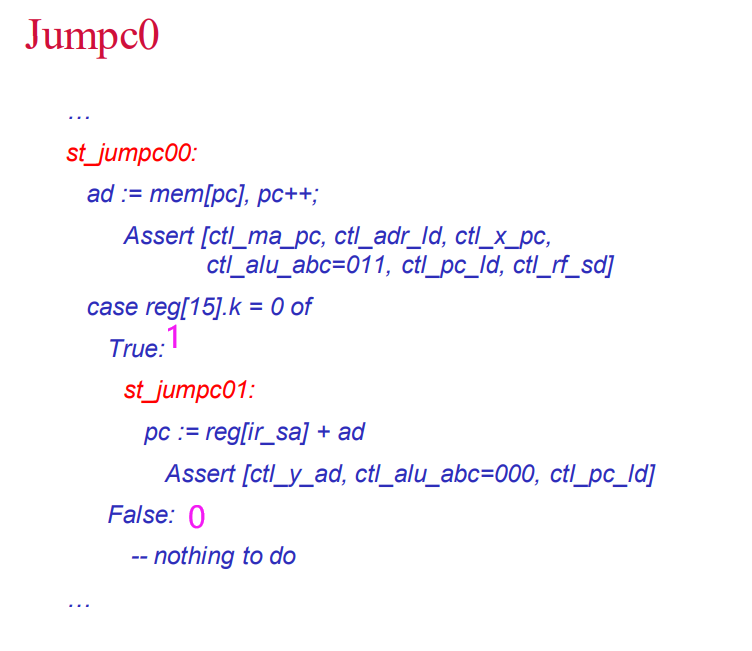 Jumpc0
...
st_jumpc00:
ad := mem[pc], pc++;
Assert [ctl_ma_pc, ctl_adr_ld, ctl_x_pc,
ctl_alu_abc=011, ctl_pc_ld, ctl_rf_sd]
case reg[15].k = 0 of
True: 1
st_jumpc01:
pc := reg[ir_sa] + ad
Assert [ctl_y_ad, ctl_alu_abc=000, ctl_pc_ld]
False: 0
-- nothing to do
...